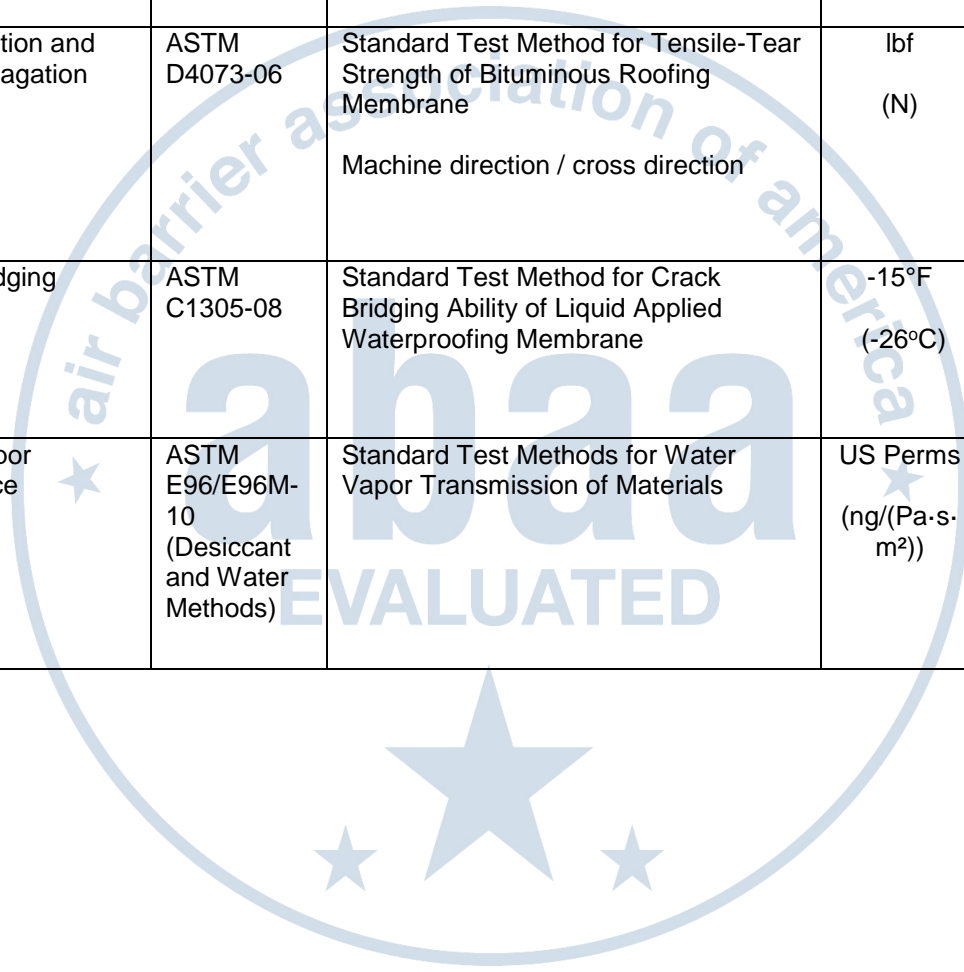 tion and
agation
ASTM
D4073-06
Standard Test Method for Tensile-Tear
Strength of Bituminous Roofing
Membrane
Machine direction / cross direction
lbf
(N)
dging
ASTM
C1305-08
Standard Test Method for Crack
Bridging Ability of Liquid Applied
Waterproofing Membrane
-15°F
(-26°C)
oor
ce
ASTM
E96/E96M-
10
(Desiccant
and Water
Methods)
Standard Test Methods for Water
Vapor Transmission of Materials
US Perms
(ng/(Pa·s·
m²))
air barrier association of america
abaa
EVALUATED